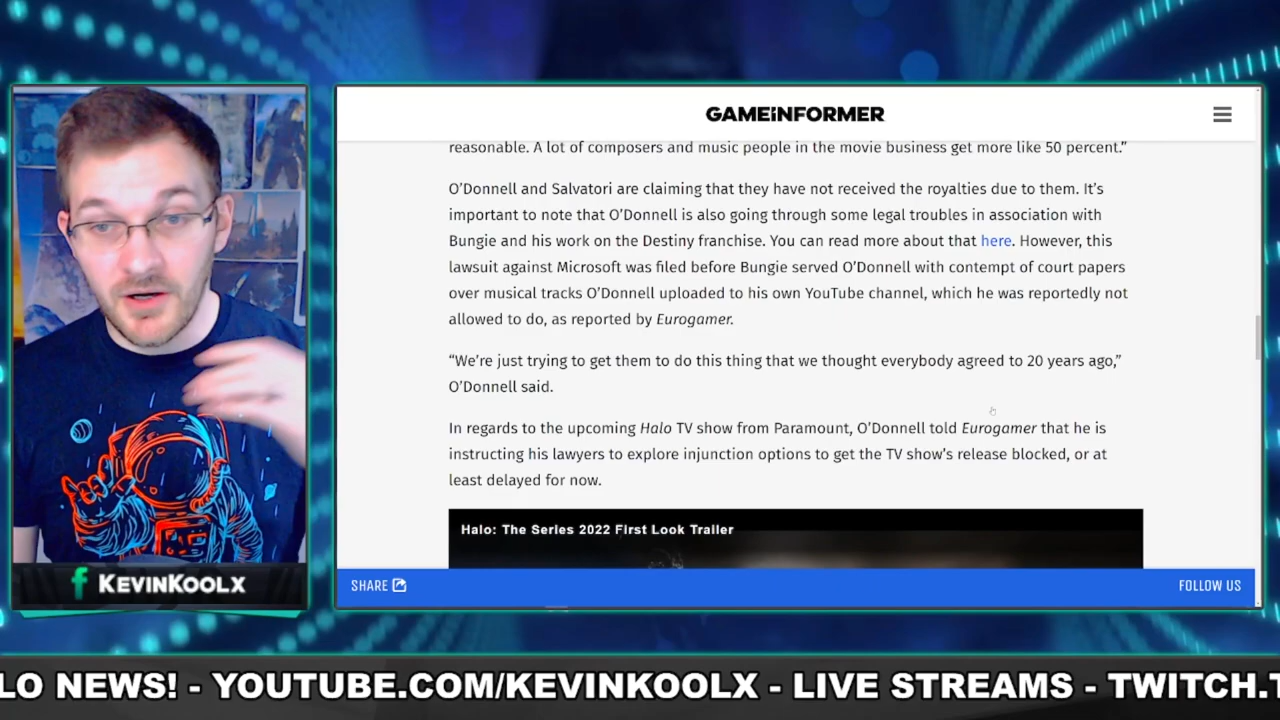 GAMEINFORMER
reasonable. A lot of composers and music people in the movie business get more like 50 percent.”
O’Donnell and Salvatori are claiming that they have not received the royalties due to them. It’s
important to note that O’Donnell is also going through some legal troubles in association with
Bungie and his work on the Destiny franchise. You can read more about that here. However, this
lawsuit against Microsoft was filed before Bungie served O’Donnell with contempt of court papers
over musical tracks O’Donnell uploaded to his own YouTube channel, which he was reportedly not
allowed to do, as reported by Eurogamer.
“We’re just trying to get them to do this thing that we thought everybody agreed to 20 years ago,”
O’Donnell said.
In regards to the upcoming Halo TV show from Paramount, O’Donnell told Eurogamer that he is
instructing his lawyers to explore injunction options to get the TV show’s release blocked, or at
least delayed for now.
Halo: The Series 2022 First Look Trailer
SHARE
FOLLOW US
KEVINKOOLX
LO NEWS! - YOUTUBE.COM/KEVINKOOLX - LIVE STREAMS - TWITCH.T